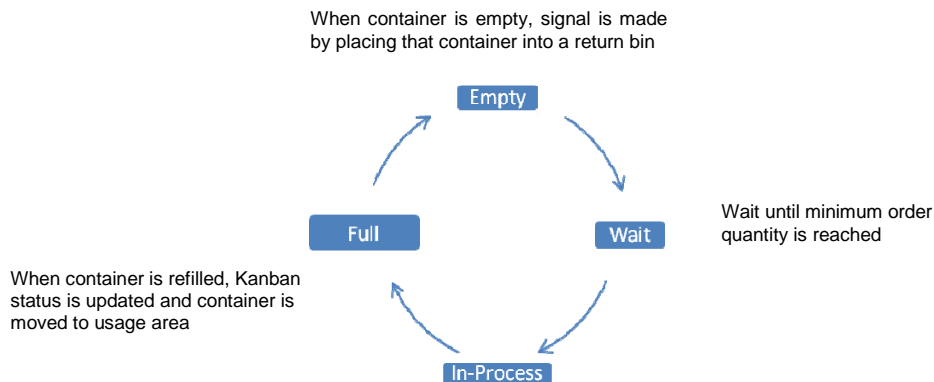 When container is empty, signal is made
by placing that container into a return bin
Empty
Full
Wait
Wait until minimum order
quantity is reached
When container is refilled, Kanban
status is updated and container is
moved to usage area
In-Process